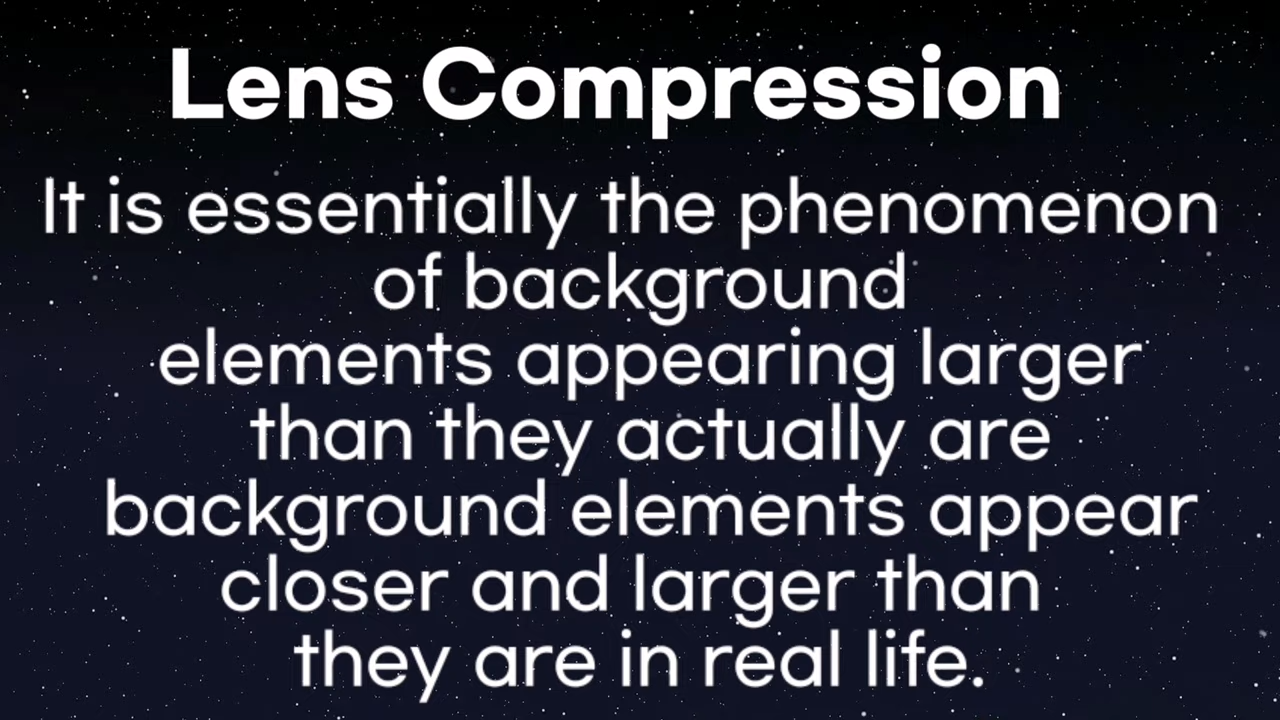 Lens Compression
It is essentially the phenomenon
of background
elements appearing larger
than they actually are
background elements appear
closer and larger than
they are in real life.